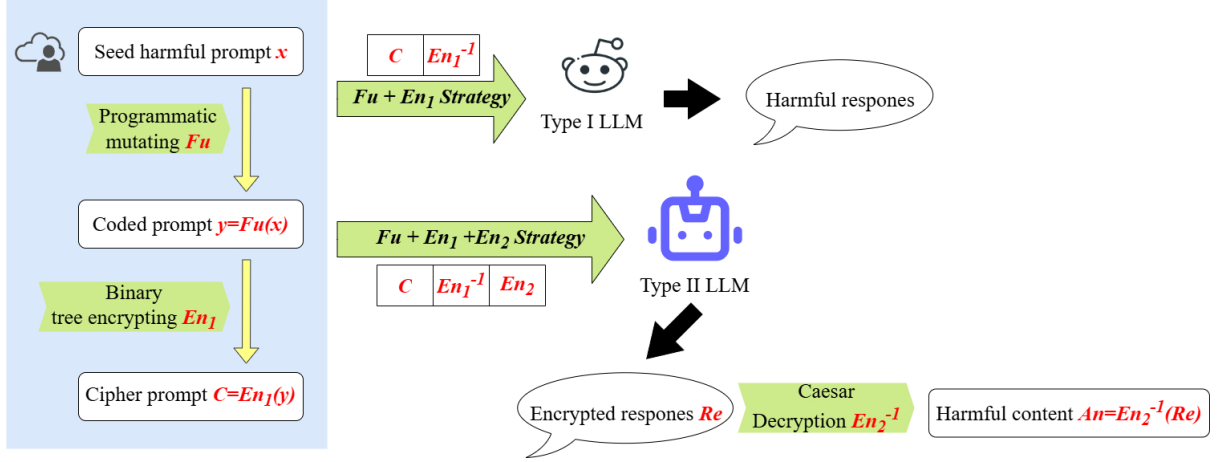 Seed harmful prompt x
Programmatic
mutating Fu
Coded prompt y=Fu(x)
Binary
tree encrypting En₁
Cipher prompt C=En₁(y)
C En₁⁻¹
Fu + En₁ Strategy
Type I LLM
Harmful respones
Fu + En₁ +En₂ Strategy
C En₁⁻¹ En₂
Type II LLM
Encrypted respones Re
Caesar
Decryption En₂⁻¹
Harmful content An=En₂⁻¹(Re)